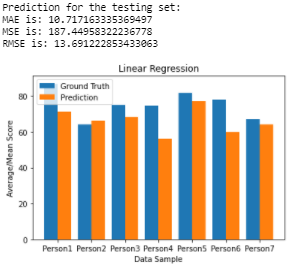 Prediction for the testing set:
MAE is: 10.717163335369497
MSE is: 187.44958322236778
RMSE is: 13.691222853433063
Linear Regression
Ground Truth
Prediction
80
60
40
20
0
Average/Mean Score
Person1 Person2 Person3 Person4 Person5 Person6 Person7
Data Sample